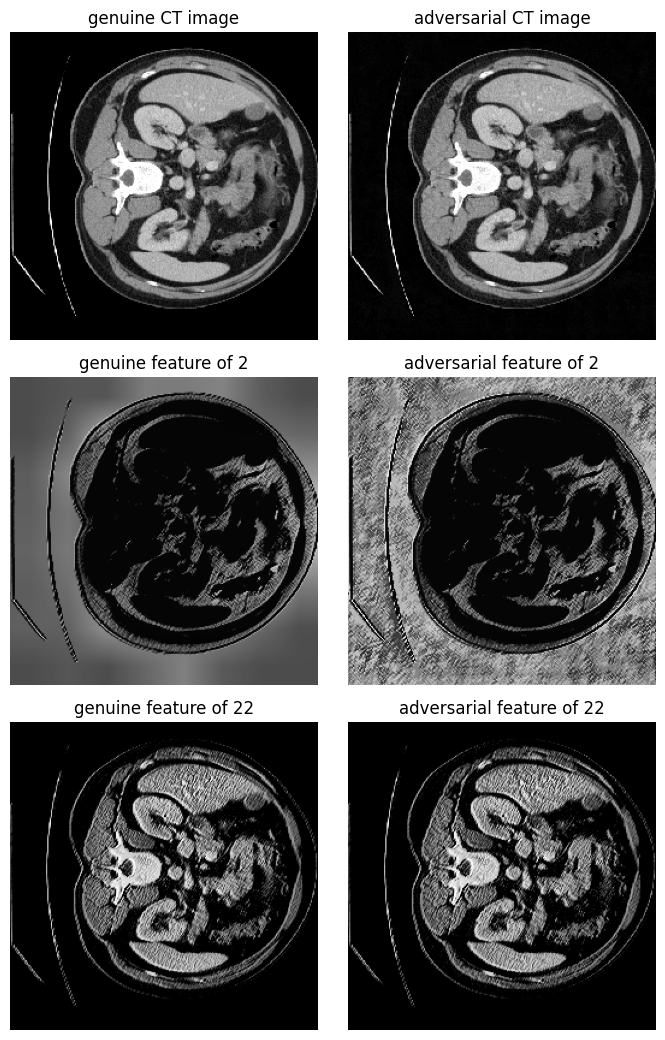 genuine CT image
adversarial CT image
genuine feature of 2
adversarial feature of 2
genuine feature of 22
adversarial feature of 22